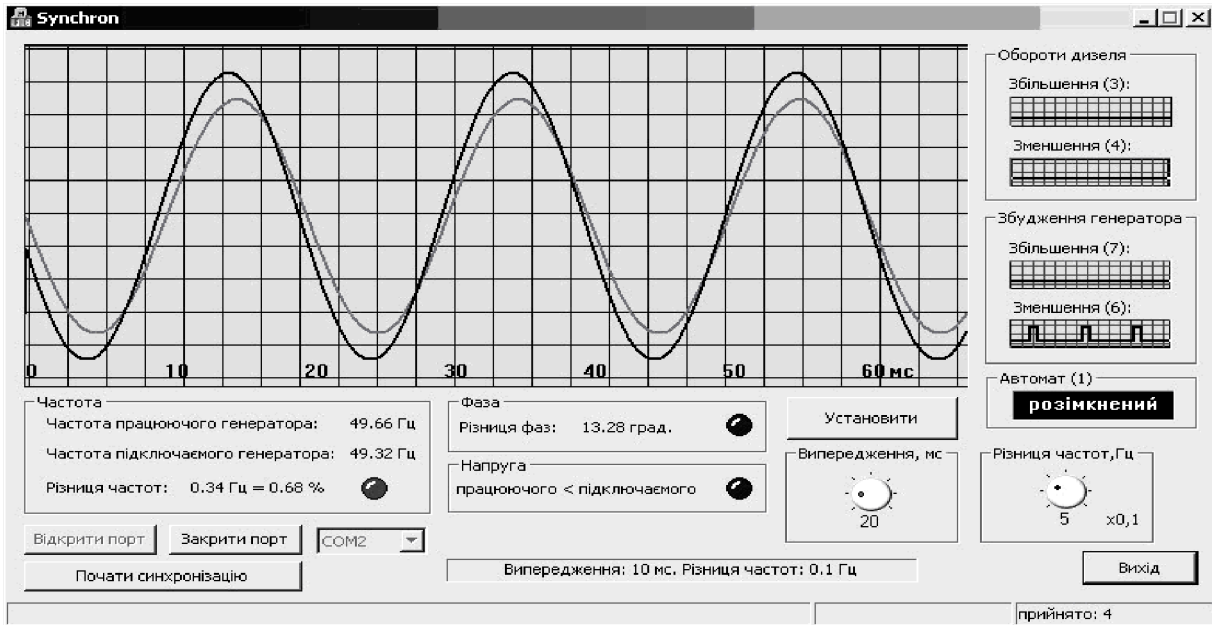 Synchron
0 10 20 30 40 50 60 мс
Обороти дизеля
Збільшення (3):
Зменшення (4):
Збудження генератора
Збільшення (7):
Зменшення (6):
Автомат (1)
розімкнений
Частота
Частота працюючого генератора: 49.66 Гц
Частота підключаємого генератора: 49.32 Гц
Різниця частот: 0.34 Гц = 0.68 %
Фаза
Різниця фаз: 13.28 град.
Напруга
працюючого < підключаємого
Установити
Випередження, мс
20
Різниця частот,Гц
5 x0,1
Відкрити порт
Закрити порт
COM2
Почати синхронізацію
Випередження: 10 мс. Різниця частот: 0.1 Гц
Вихід
прийнято: 4